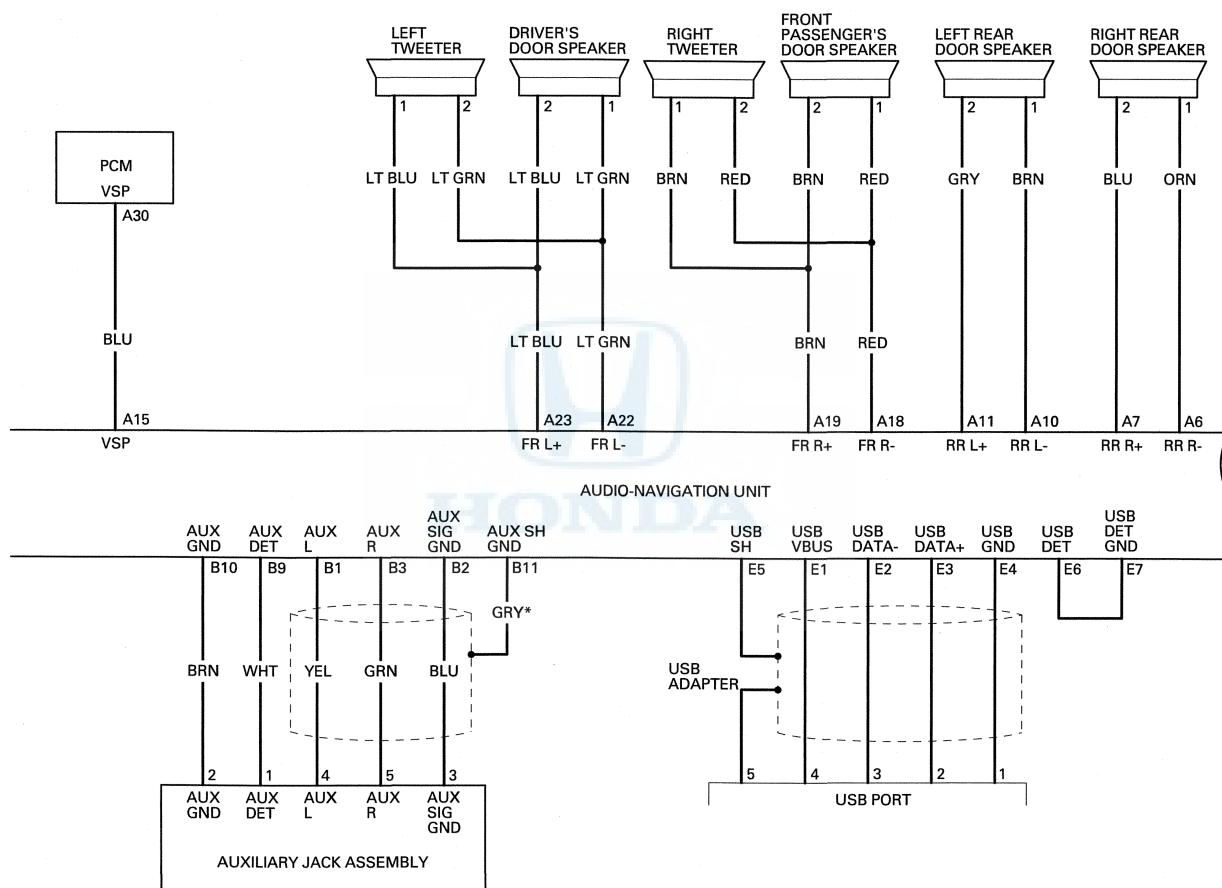 LEFT TWEETER
DRIVER'S DOOR SPEAKER
RIGHT TWEETER
FRONT PASSENGER'S DOOR SPEAKER
LEFT REAR DOOR SPEAKER
RIGHT REAR DOOR SPEAKER
1 2 2 1 1 2 2 1 2 1 2 1
PCM
VSP
A30
LT BLU LT GRN LT BLU LT GRN BRN RED BRN RED GRY BRN BLU ORN
BLU LT BLU LT GRN BRN RED
A15 A23 A22 A19 A18 A11 A10 A7 A6
VSP FR L+ FR L- FR R+ FR R- RR L+ RR L- RR R+ RR R-
AUDIO-NAVIGATION UNIT
HONDA
AUX GND
AUX DET
AUX L
AUX R
AUX SIG GND
AUX SH GND
USB SH
USB VBUS
USB DATA-
USB DATA+
USB GND
USB DET
USB DET GND
B10 B9 B1 B3 B2 B11 E5 E1 E2 E3 E4 E6 E7
GRY*
BRN WHT YEL GRN BLU
USB ADAPTER
2 1 4 5 3 5 4 3 2 1
AUX GND
AUX DET
AUX L
AUX R
AUX SIG GND
USB PORT
AUXILIARY JACK ASSEMBLY